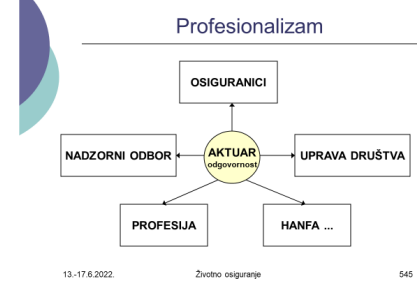 Profesionalizam
OSIGURANICI
NADZORNI ODBOR
AKTUAR
odgovornost
UPRAVA DRUŠTVA
PROFESIJA
HANFA ...
13.-17.6.2022.
Životno osiguranje
545